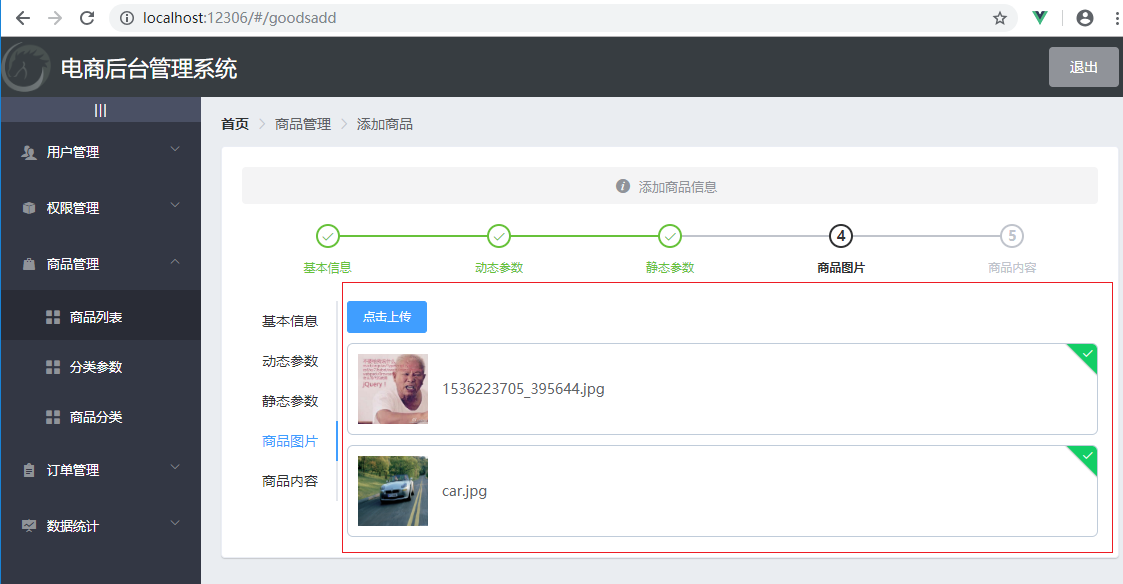 localhost:12306/#/goodsadd
电商后台管理系统
退出
|||
用户管理
权限管理
商品管理
商品列表
分类参数
商品分类
订单管理
数据统计
首页 商品管理 添加商品
添加商品信息
4 5
基本信息 动态参数 静态参数 商品图片 商品内容
基本信息
动态参数
静态参数
商品图片
商品内容
点击上传
jQuery!
1536223705_395644.jpg
car.jpg